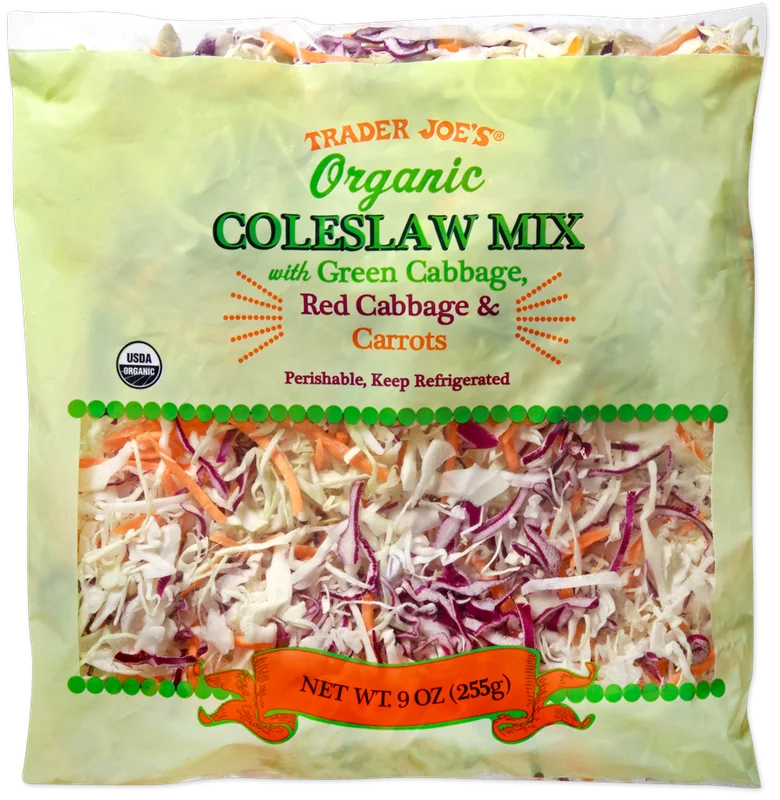 TRADER JOE'S®
Organic
COLESLAW MIX
with Green Cabbage,
Red Cabbage &
Carrots
USDA
ORGANIC
Perishable, Keep Refrigerated
NET WT. 9 OZ (255g)